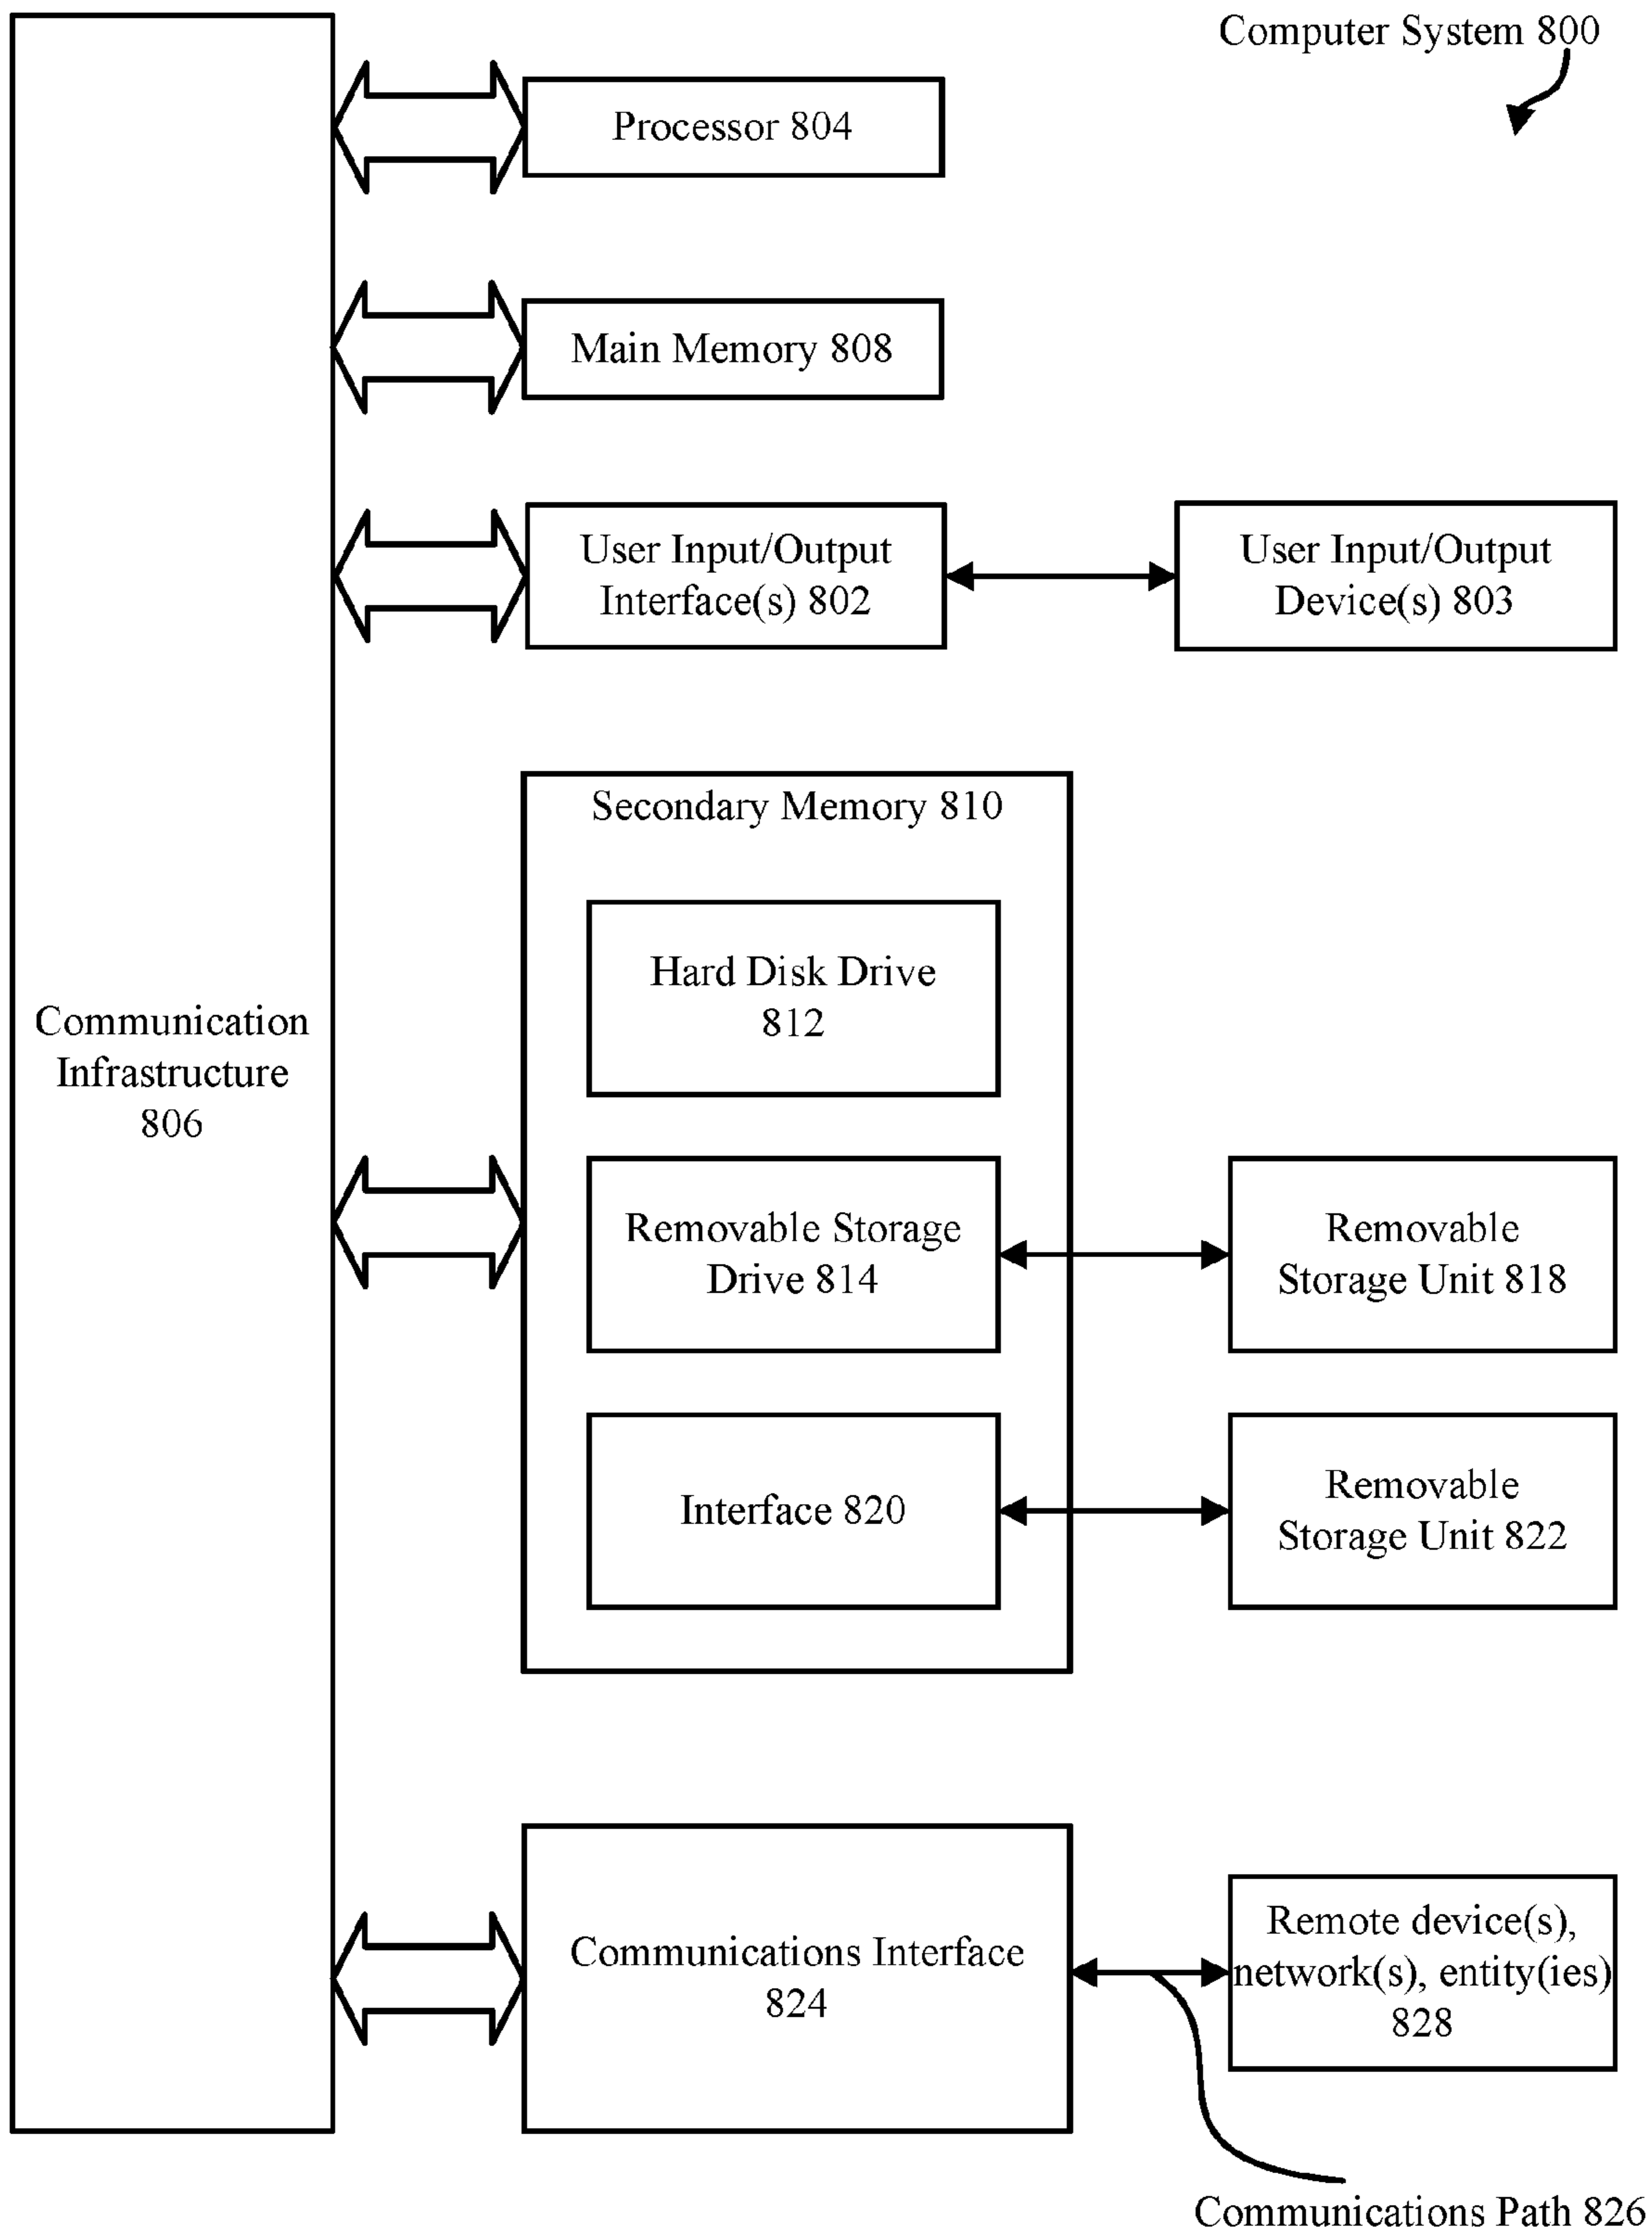 Computer System 800
Processor 804
Main Memory 808
User Input/Output
Interface(s) 802
User Input/Output
Device(s) 803
Secondary Memory 810
Hard Disk Drive
812
Communication
Infrastructure
806
Removable Storage
Drive 814
Removable
Storage Unit 818
Interface 820
Removable
Storage Unit 822
Communications Interface
824
Remote device(s),
network(s), entity(ies)
828
Communications Path 826